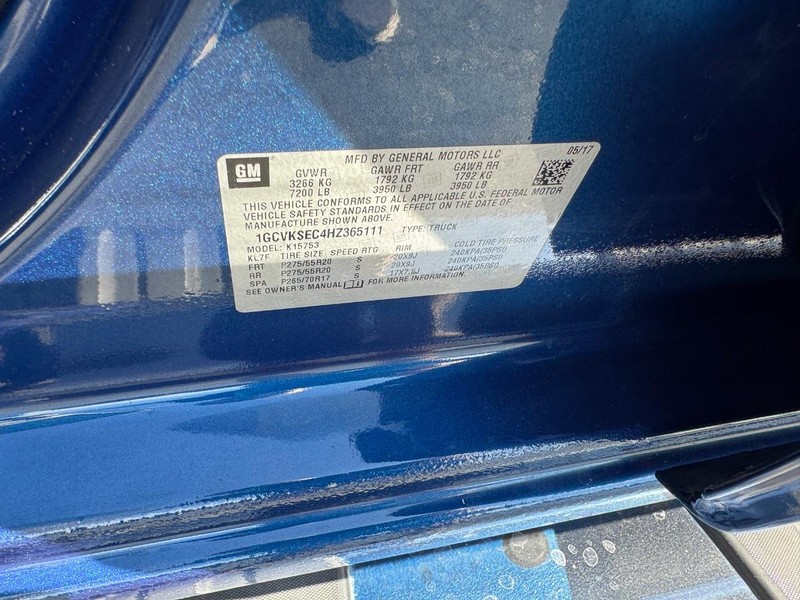 GM
MFD BY GENERAL MOTORS LLC 05/17
GVWR GAWR FRT GAWR RR
3266 KG 1792 KG 1792 KG
7200 LB 3950 LB 3950 LB
THIS VEHICLE CONFORMS TO ALL APPLICABLE U.S. FEDERAL MOTOR
VEHICLE SAFETY STANDARDS IN EFFECT ON THE DATE OF
MANUFACTURE SHOWN ABOVE.
1GCVKSEC4HZ365111 TYPE: TRUCK
MODEL: K15753
KL7F TIRE SIZE SPEED RTG RIM COLD TIRE PRESSURE
FRT P275/55R20 S 20X9J 240KPA(35PSI)
RR P275/55R20 S 20X9J 240KPA(35PSI)
SPA P265/70R17 S 17X7.5J 240KPA(35PSI)
SEE OWNER'S MANUAL FOR MORE INFORMATION.